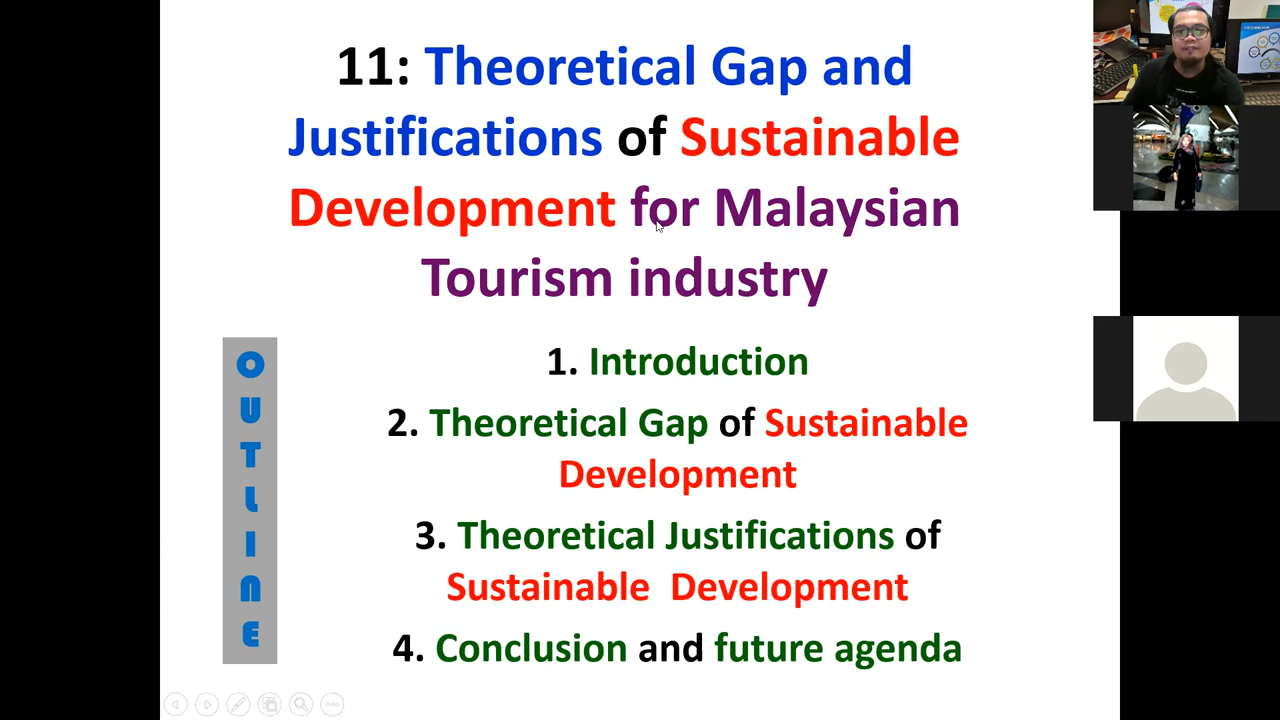 11: Theoretical Gap and
Justifications of Sustainable
Development for Malaysian
Tourism industry
OUTLINE
1. Introduction
2. Theoretical Gap of Sustainable
Development
3. Theoretical Justifications of
Sustainable Development
4. Conclusion and future agenda